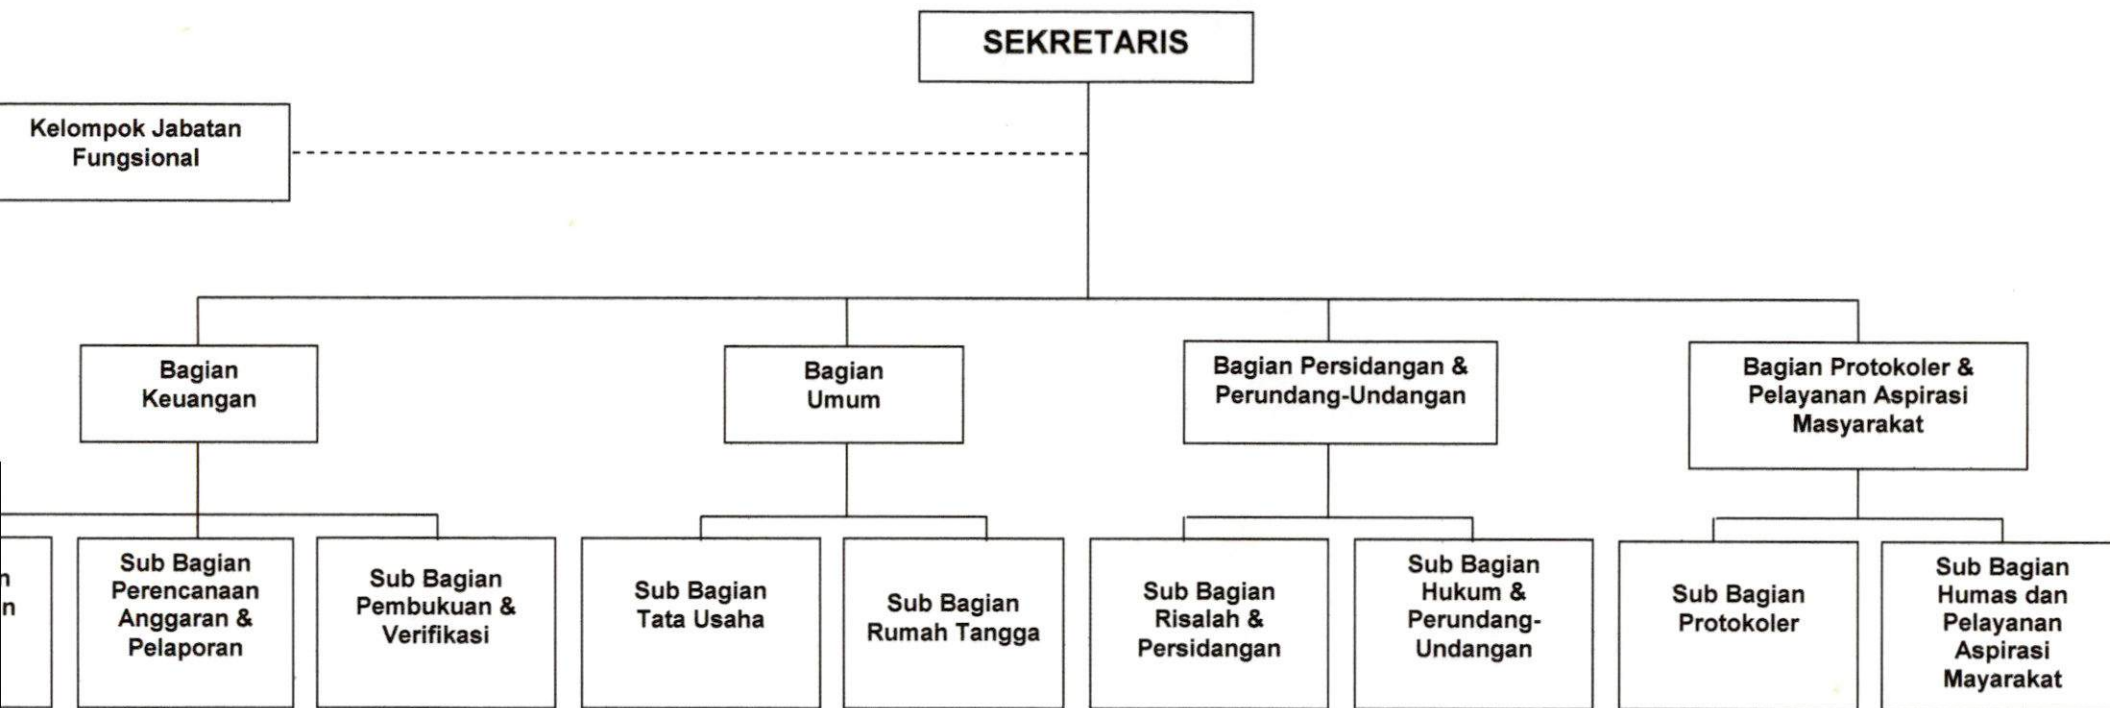 SEKRETARIS
Kelompok Jabatan
Fungsional
Bagian
Keuangan
Bagian
Umum
Bagian Persidangan &
Perundang-Undangan
Bagian Protokoler &
Pelayanan Aspirasi
Masyarakat
Sub Bagian
Perencanaan
Anggaran &
Pelaporan
Sub Bagian
Pembukuan &
Verifikasi
Sub Bagian
Tata Usaha
Sub Bagian
Rumah Tangga
Sub Bagian
Risalah &
Persidangan
Sub Bagian
Hukum &
Perundang-
Undangan
Sub Bagian
Protokoler
Sub Bagian
Humas dan
Pelayanan
Aspirasi
Mayarakat